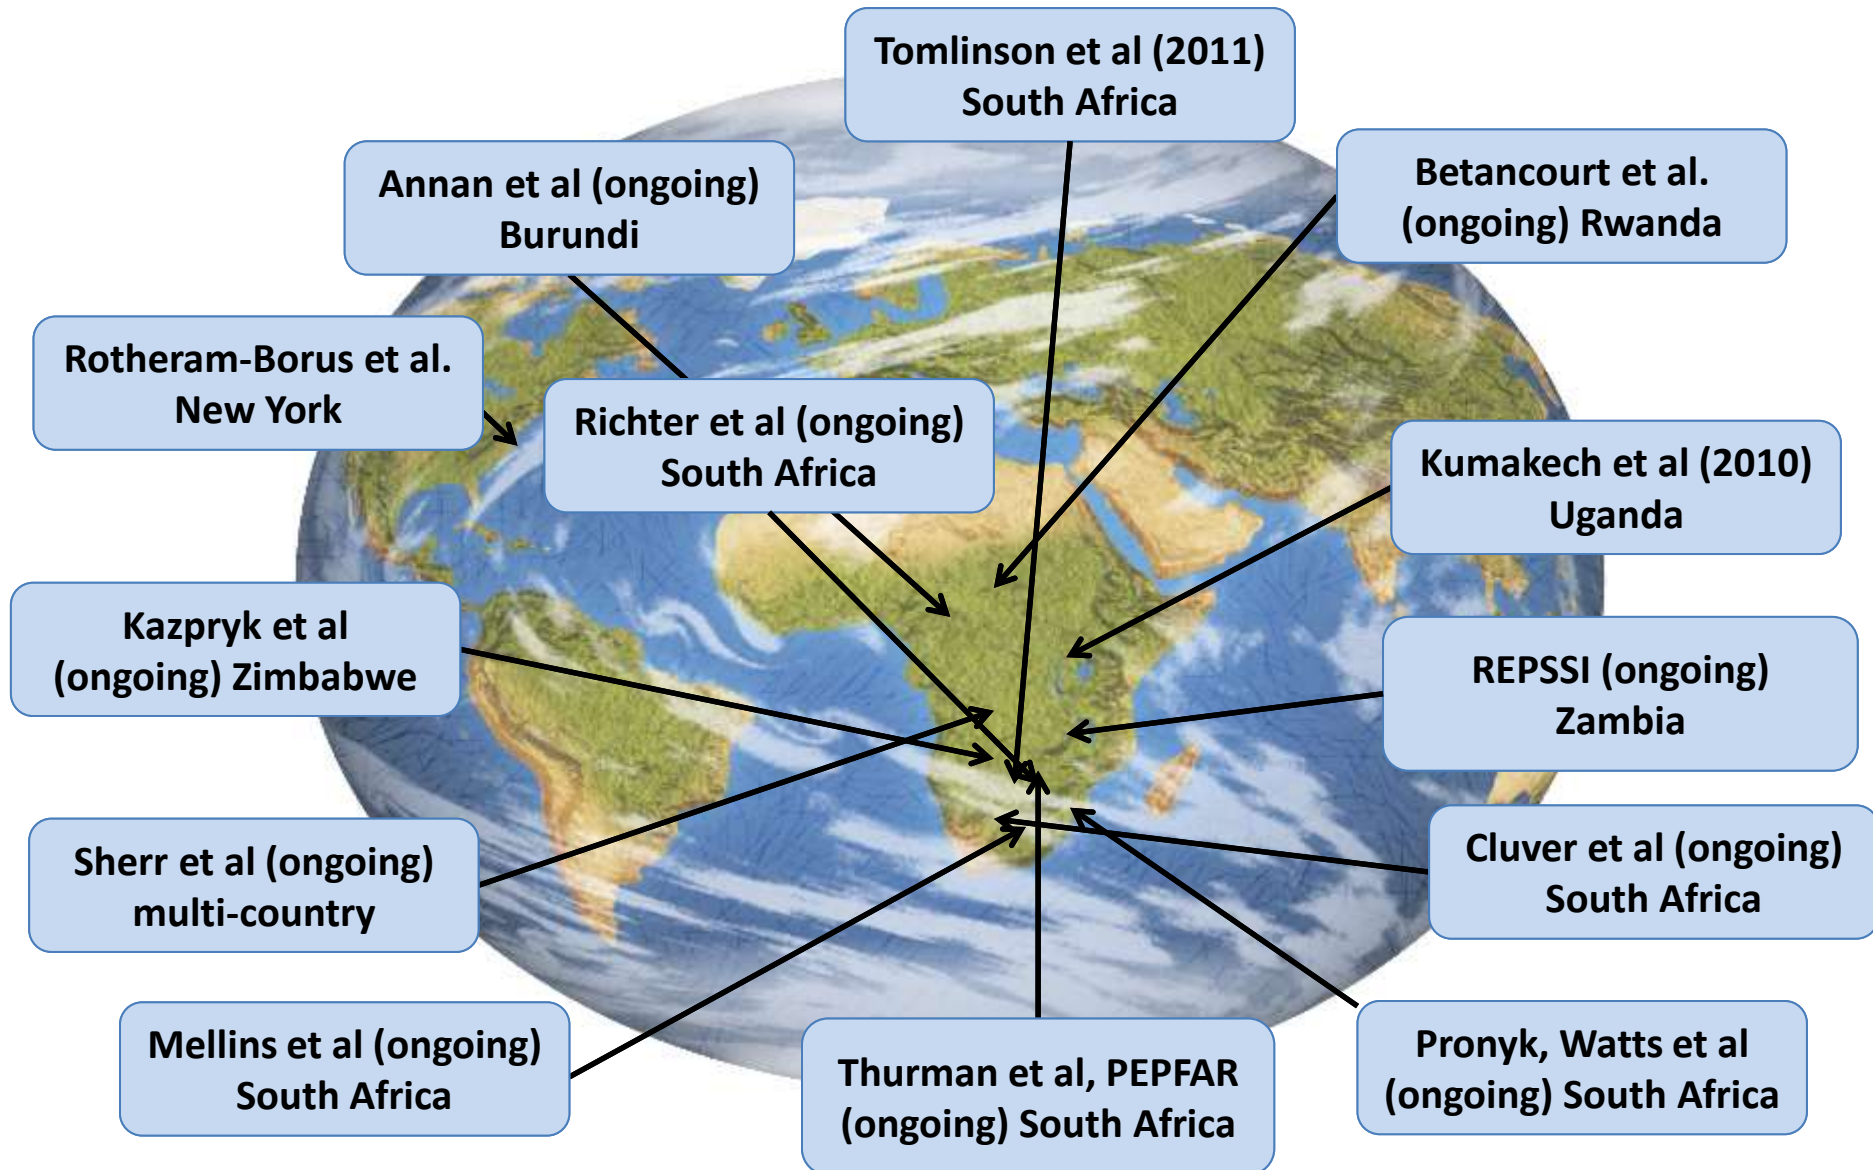 Tomlinson et al (2011)
South Africa
Annan et al (ongoing)
Burundi
Betancourt et al.
(ongoing) Rwanda
Rotheram-Borus et al.
New York
Richter et al (ongoing)
South Africa
Kumakech et al (2010)
Uganda
Kazpryk et al
(ongoing) Zimbabwe
REPSSI (ongoing)
Zambia
Sherr et al (ongoing)
multi-country
Cluver et al (ongoing)
South Africa
Mellins et al (ongoing)
South Africa
Thurman et al, PEPFAR
(ongoing) South Africa
Pronyk, Watts et al
(ongoing) South Africa